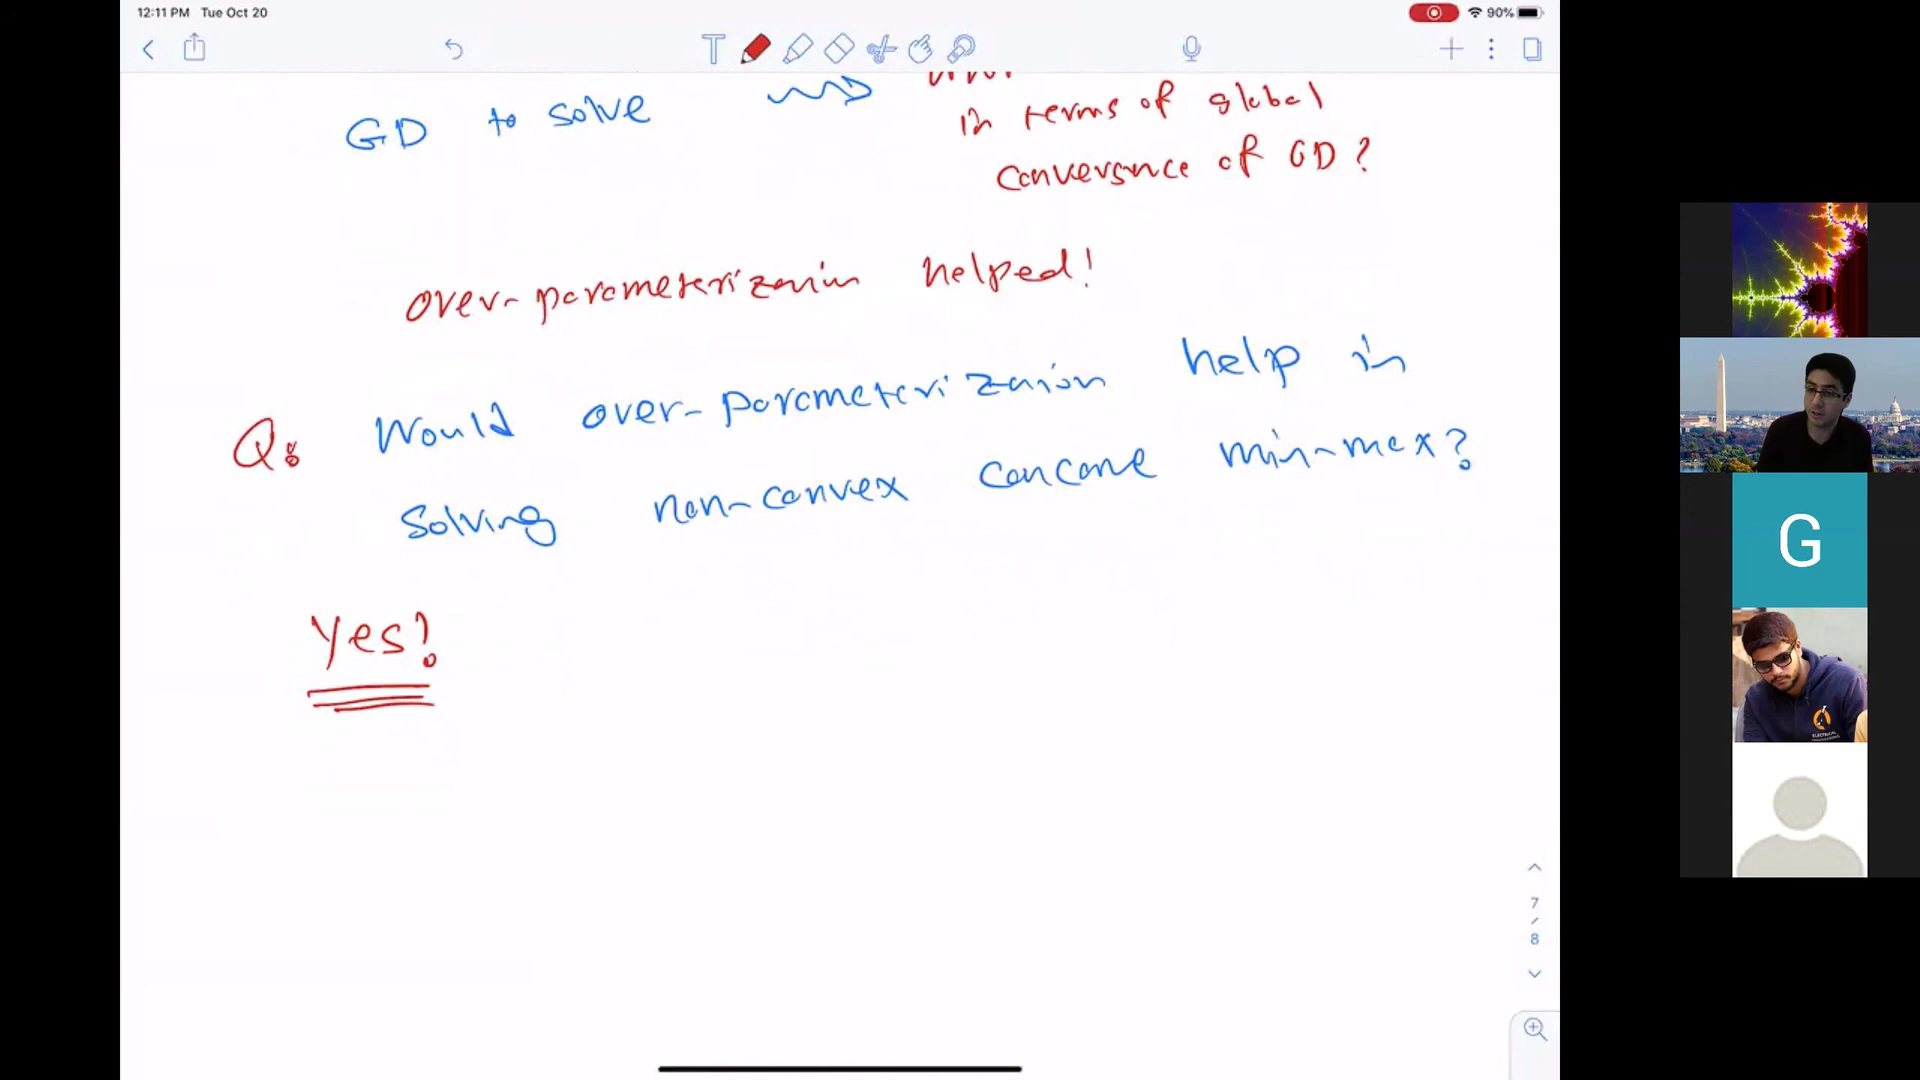 12:11 PM Tue Oct 20
90%
GD to solve
in terms of global
convergence of GD?
over-parameterization helped!
Q: Would over-parameterization help in
solving non-convex concave min-max?
Yes!
7
/
8
G
ELECTRICAL